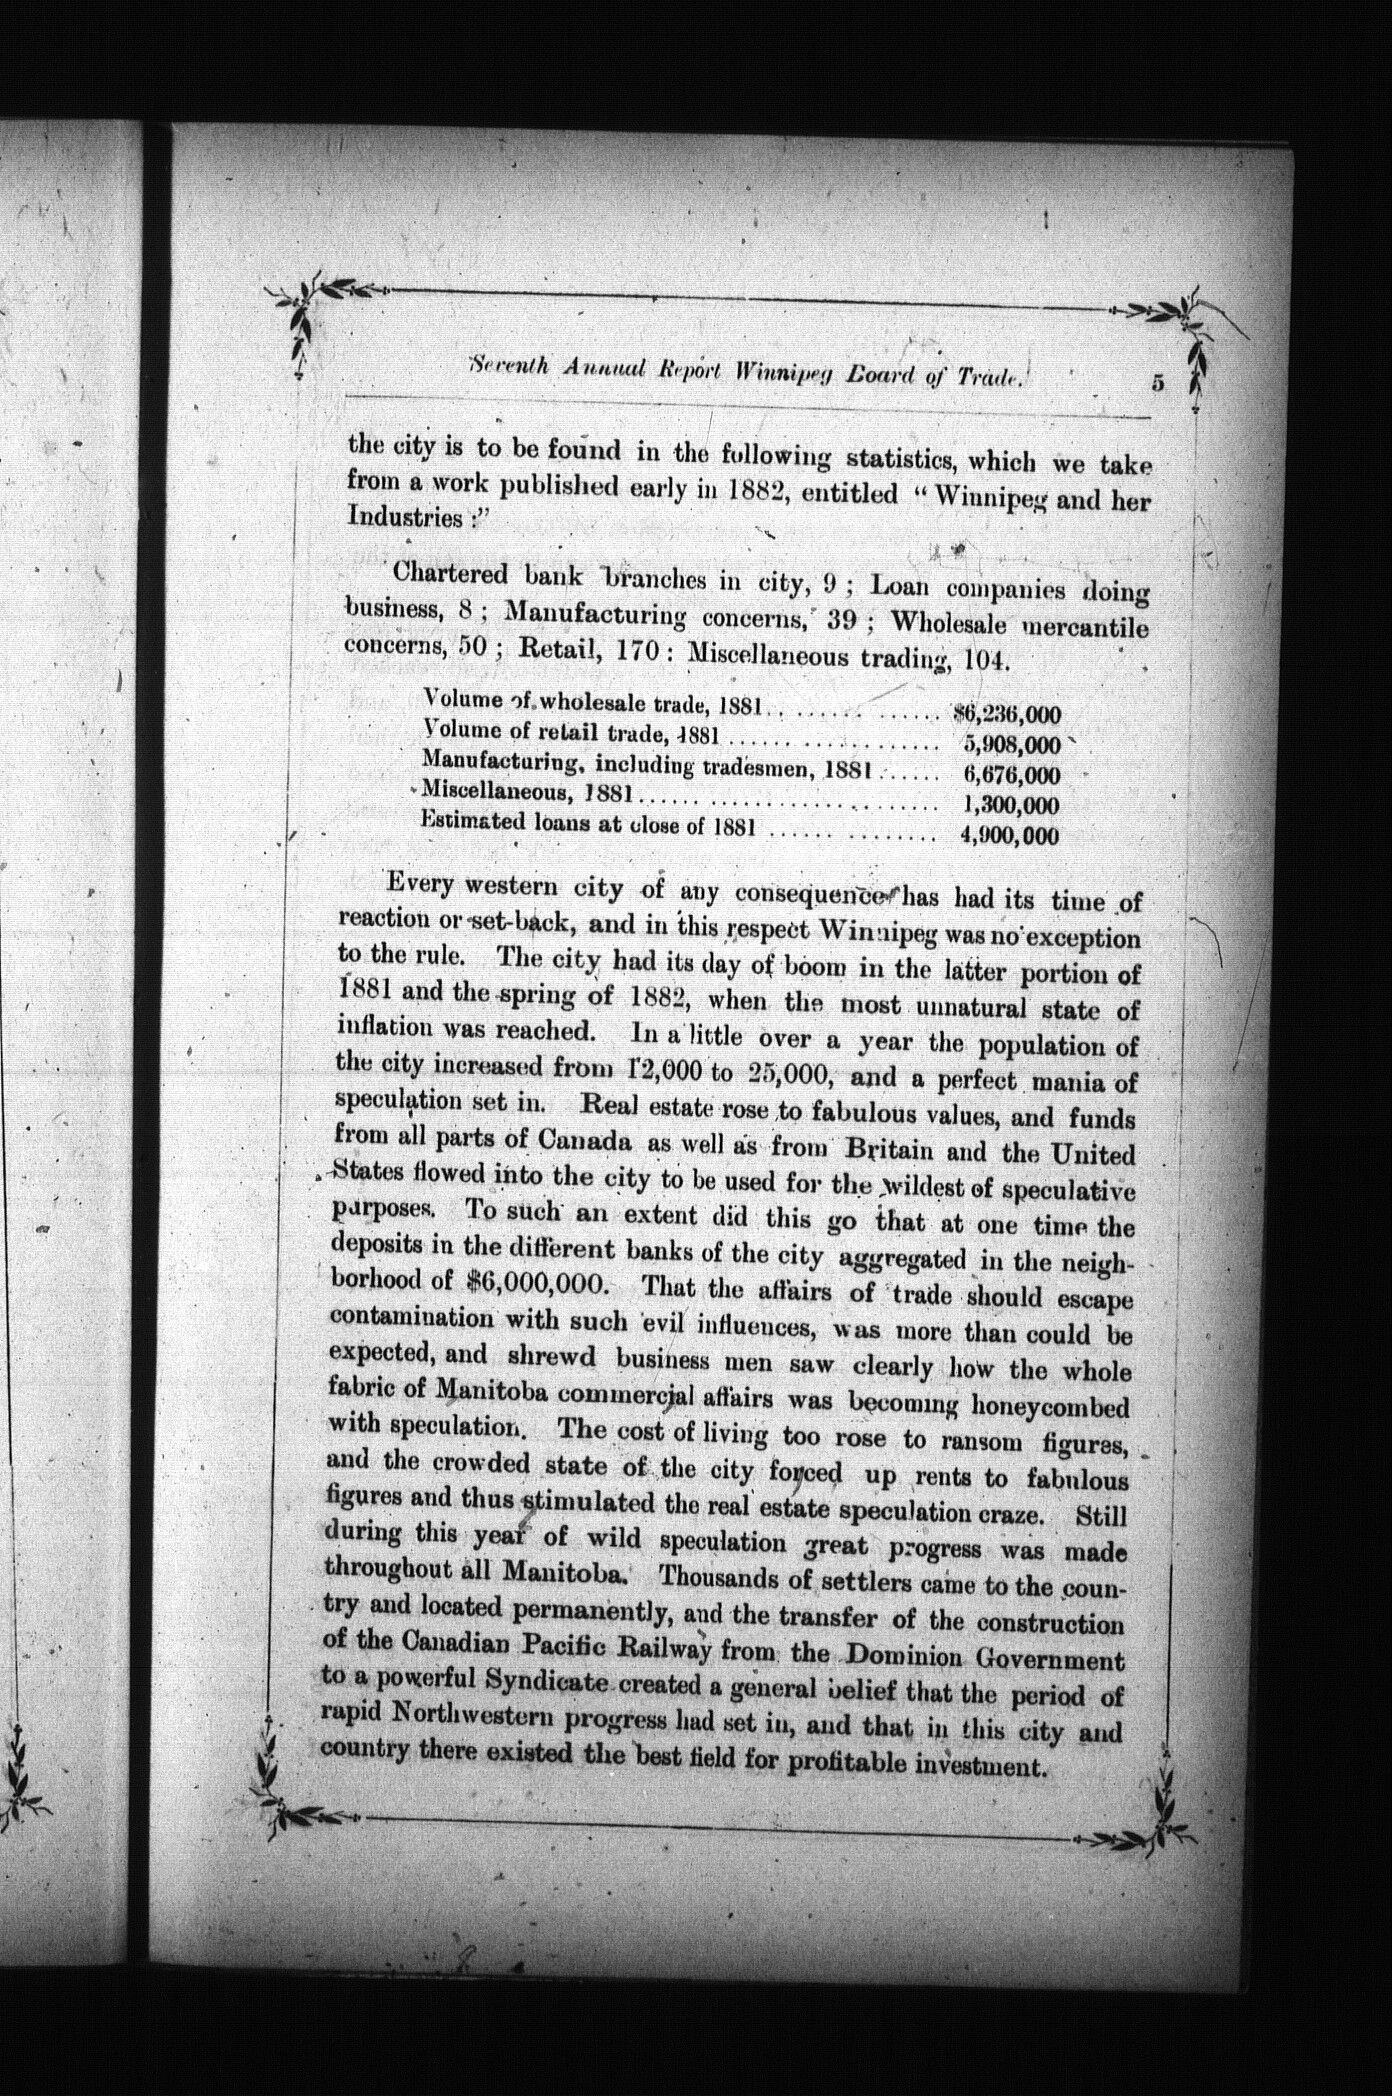 Seventh Annual Report Winnipeg Board of Trade. 5
the city is to be found in the following statistics, which we take
from a work published early in 1882, entitled “ Winnipeg and her
Industries :”
Chartered bank branches in city, 9 ; Loan companies doing
business, 8 ; Manufacturing concerns, 39 ; Wholesale mercantile
concerns, 50 ; Retail, 170 : Miscellaneous trading, 104.
Volume of wholesale trade, 1881 .................. $6,236,000
Volume of retail trade, 1881 .................. 5,908,000
Manufacturing, including tradesmen, 1881 ...... 6,676,000
Miscellaneous, 1881 ........................ 1,300,000
Estimated loans at close of 1881 .............. 4,900,000
Every western city of any consequence has had its time of
reaction or set-back, and in this respect Winnipeg was no exception
to the rule. The city had its day of boom in the latter portion of
1881 and the spring of 1882, when the most unnatural state of
inflation was reached. In a little over a year the population of
the city increased from 12,000 to 25,000, and a perfect mania of
speculation set in. Real estate rose to fabulous values, and funds
from all parts of Canada as well as from Britain and the United
States flowed into the city to be used for the wildest of speculative
purposes. To such an extent did this go that at one time the
deposits in the different banks of the city aggregated in the neigh-
borhood of $6,000,000. That the affairs of trade should escape
contamination with such evil influences, was more than could be
expected, and shrewd business men saw clearly how the whole
fabric of Manitoba commercial affairs was becoming honeycombed
with speculation. The cost of living too rose to ransom figures,
and the crowded state of the city forced up rents to fabulous
figures and thus stimulated the real estate speculation craze. Still
during this year of wild speculation great progress was made
throughout all Manitoba. Thousands of settlers came to the coun-
try and located permanently, and the transfer of the construction
of the Canadian Pacific Railway from the Dominion Government
to a powerful Syndicate created a general belief that the period of
rapid Northwestern progress had set in, and that in this city and
country there existed the best field for profitable investment.